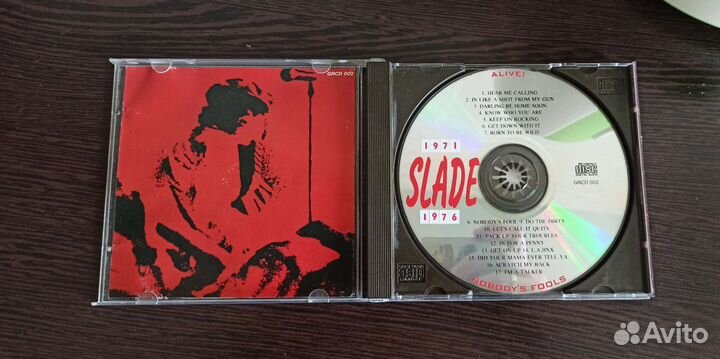 GRCD 002
ALIVE!
1. HEAR ME CALLING
2. IN LIKE A SHOT FROM MY GUN
3. DARLING BE HOME SOON
4. KNOW WHO YOU ARE
5. KEEP ON ROCKING
6. GET DOWN WITH IT
7. BORN TO BE WILD
1971
SLADE
1976
COMPACT
disc
DIGITAL AUDIO
GRCD 002
8. NOBODY'S FOOL 9. DO THE DIRTY
10. LET'S CALL IT QUITS
11. PACK UP YOUR TROUBLES
12. IN FOR A PENNY
13. GET ON UP 14. L.A.JINX
15. DID YOUR MAMA EVER TELL YA
16. SCRATCH MY BACK
17. I'M A TALKER
NOBODY'S FOOLS
Avito